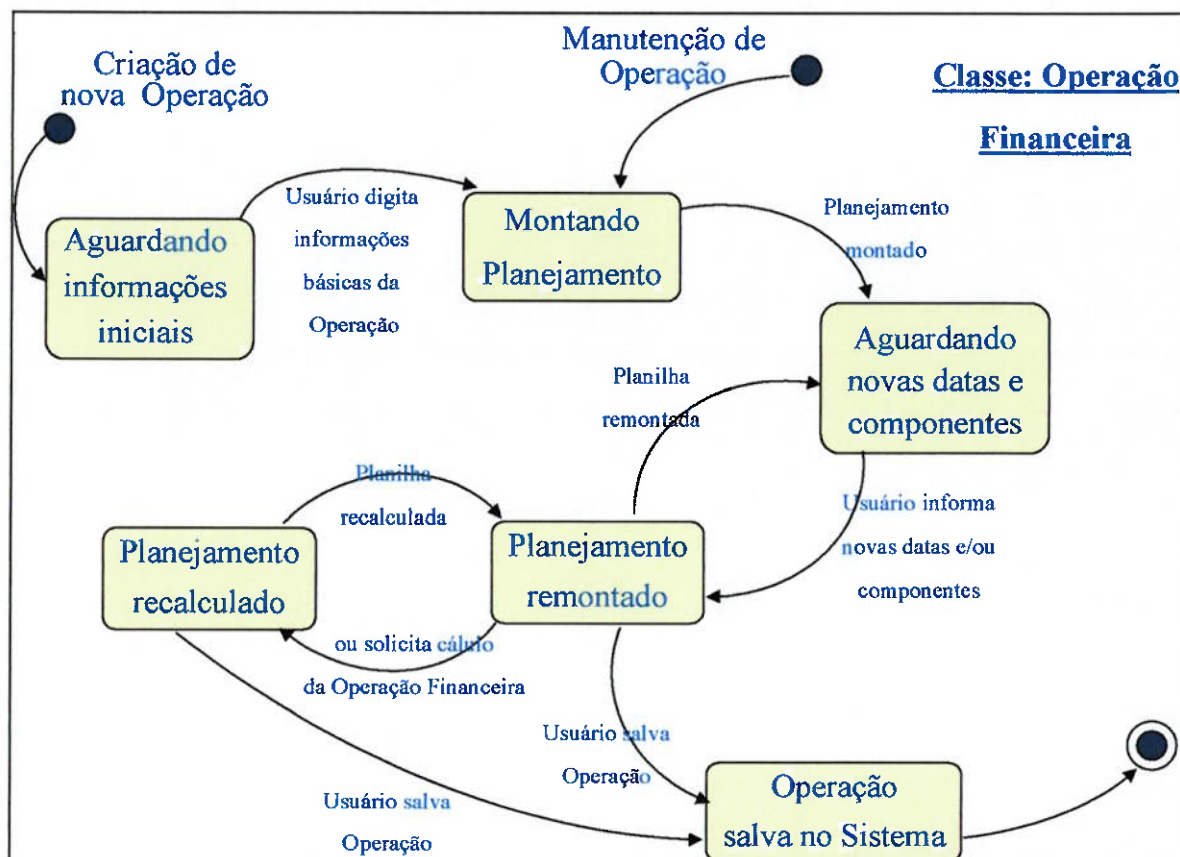 Criação de
nova Operação
Manutenção de
Operação
Classe: Operação
Financeira
Usuário digita
informações
básicas da
Operação
Aguardando
informações
iniciais
Montando
Planejamento
Planejamento
montado
Aguardando
novas datas e
componentes
Planilha
remontada
Usuário informa
novas datas e/ou
componentes
Planilha
recalculada
Planejamento
recalculado
Planejamento
remontado
ou solicita cálulo
da Operação Financeira
Usuário salva
Operação
Usuário salva
Operação
Operação
salva no Sistema